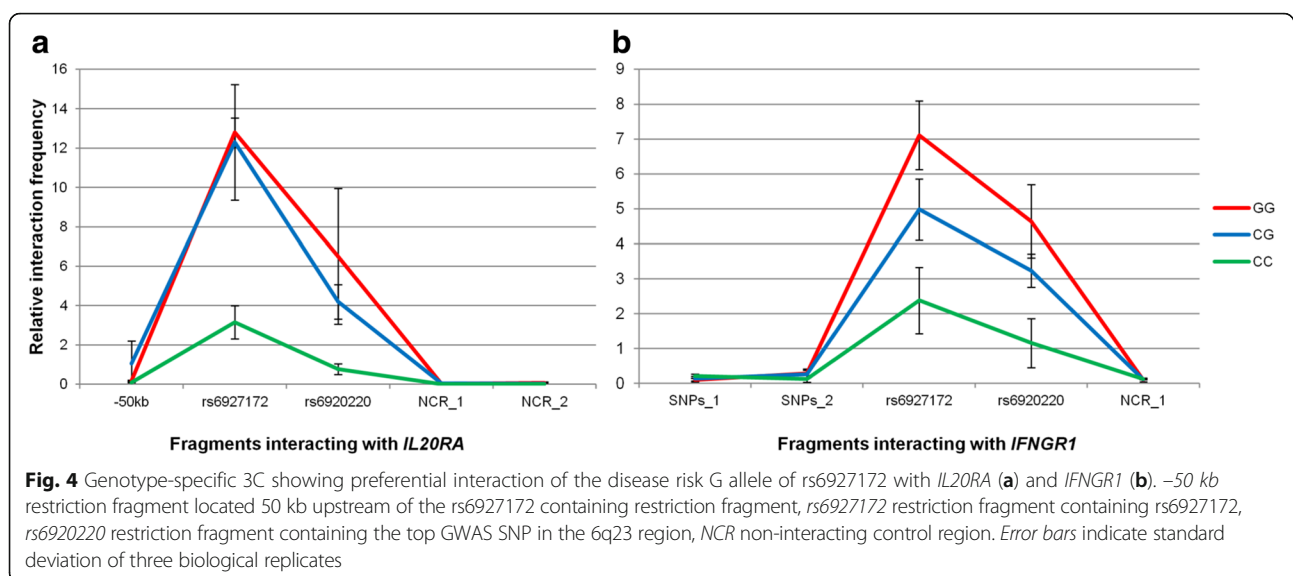 a
b
16
14
12
10
8
6
4
2
0
Relative interaction frequency
-50kb rs6927172 rs6920220 NCR_1 NCR_2
Fragments interacting with IL20RA
9
8
7
6
5
4
3
2
1
0
SNPs_1 SNPs_2 rs6927172 rs6920220 NCR_1
Fragments interacting with IFNGR1
GG
CG
CC
Fig. 4 Genotype-specific 3C showing preferential interaction of the disease risk G allele of rs6927172 with IL20RA (a) and IFNGR1 (b). –50 kb
restriction fragment located 50 kb upstream of the rs6927172 containing restriction fragment, rs6927172 restriction fragment containing rs6927172,
rs6920220 restriction fragment containing the top GWAS SNP in the 6q23 region, NCR non-interacting control region. Error bars indicate standard
deviation of three biological replicates